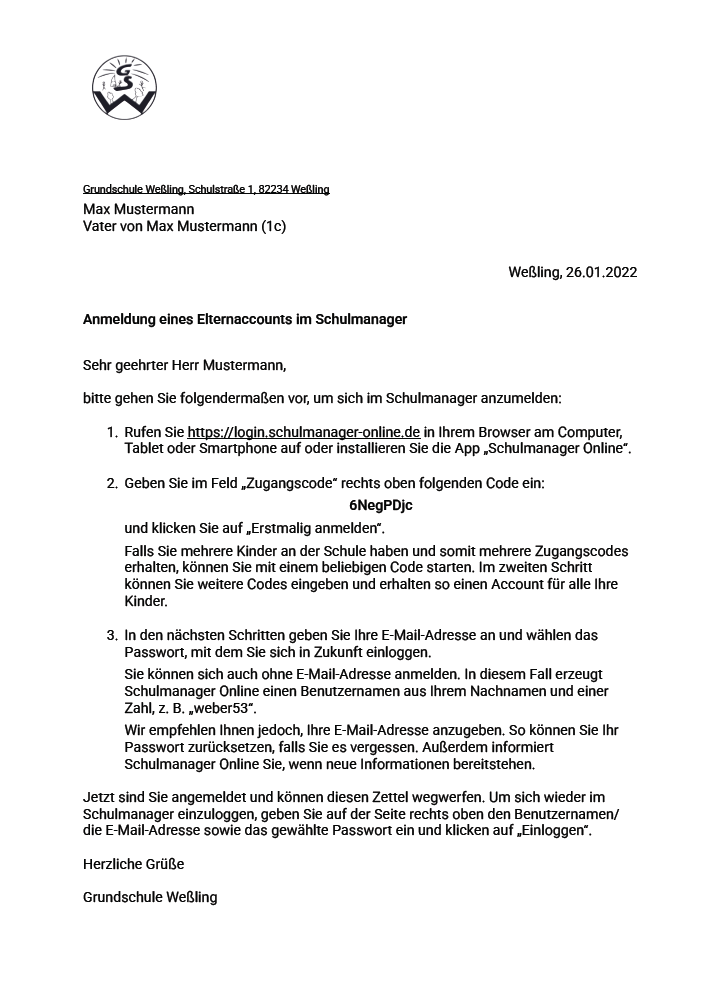 GS
W
Grundschule Weßling, Schulstraße 1, 82234 Weßling
Max Mustermann
Vater von Max Mustermann (1c)
Weßling, 26.01.2022
Anmeldung eines Elternaccounts im Schulmanager
Sehr geehrter Herr Mustermann,
bitte gehen Sie folgendermaßen vor, um sich im Schulmanager anzumelden:
1. Rufen Sie https://login.schulmanager-online.de in Ihrem Browser am Computer,
Tablet oder Smartphone auf oder installieren Sie die App „Schulmanager Online“.
2. Geben Sie im Feld „Zugangscode“ rechts oben folgenden Code ein:
6NegPDjc
und klicken Sie auf „Erstmalig anmelden“.
Falls Sie mehrere Kinder an der Schule haben und somit mehrere Zugangscodes
erhalten, können Sie mit einem beliebigen Code starten. Im zweiten Schritt
können Sie weitere Codes eingeben und erhalten so einen Account für alle Ihre
Kinder.
3. In den nächsten Schritten geben Sie Ihre E-Mail-Adresse an und wählen das
Passwort, mit dem Sie sich in Zukunft einloggen.
Sie können sich auch ohne E-Mail-Adresse anmelden. In diesem Fall erzeugt
Schulmanager Online einen Benutzernamen aus Ihrem Nachnamen und einer
Zahl, z. B. „weber53“.
Wir empfehlen Ihnen jedoch, Ihre E-Mail-Adresse anzugeben. So können Sie Ihr
Passwort zurücksetzen, falls Sie es vergessen. Außerdem informiert
Schulmanager Online Sie, wenn neue Informationen bereitstehen.
Jetzt sind Sie angemeldet und können diesen Zettel wegwerfen. Um sich wieder im
Schulmanager einzuloggen, geben Sie auf der Seite rechts oben den Benutzernamen/
die E-Mail-Adresse sowie das gewählte Passwort ein und klicken auf „Einloggen“.
Herzliche Grüße
Grundschule Weßling